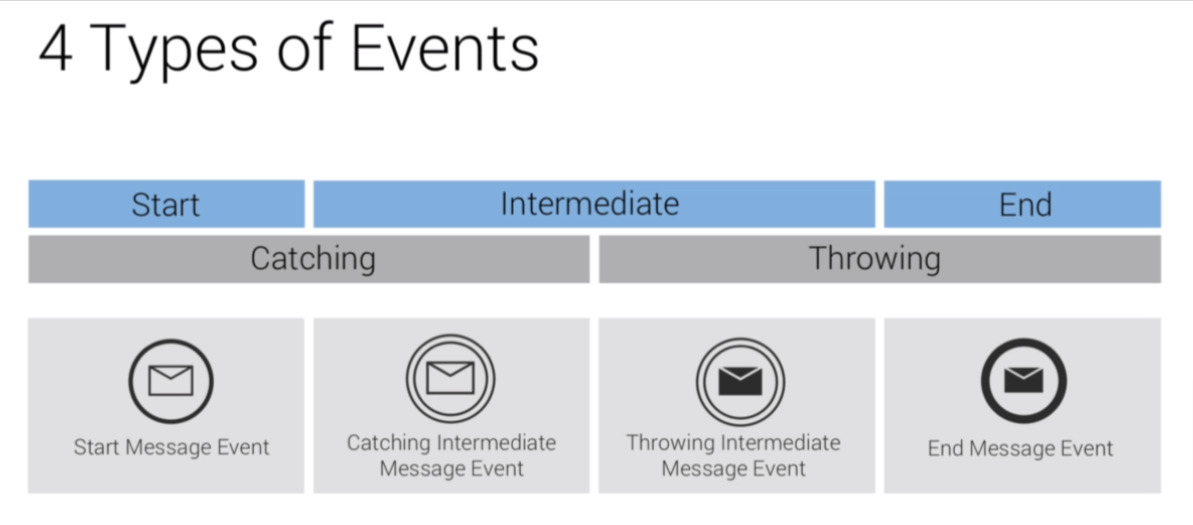 4 Types of Events
Start
Intermediate
End
Catching
Throwing
Start Message Event
Catching Intermediate
Message Event
Throwing Intermediate
Message Event
End Message Event